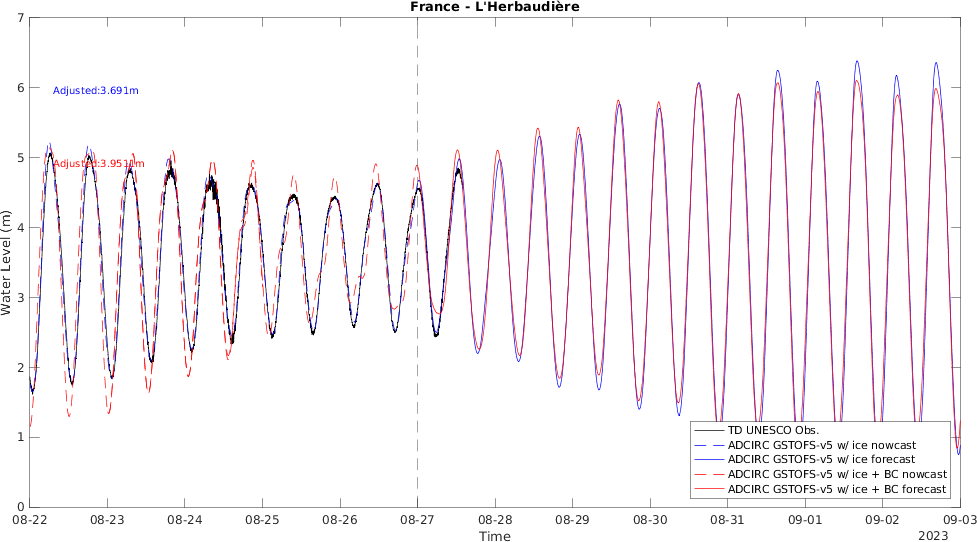 France - L'Herbaudière
7
6
5
4
3
2
1
0
Water Level (m)
Adjusted:3.691m
Adjusted:3.9511m
TD UNESCO Obs.
ADCIRC GSTOFS-v5 w/ ice nowcast
ADCIRC GSTOFS-v5 w/ ice forecast
ADCIRC GSTOFS-v5 w/ ice + BC nowcast
ADCIRC GSTOFS-v5 w/ ice + BC forecast
08-22 08-23 08-24 08-25 08-26 08-27 08-28 08-29 08-30 08-31 09-01 09-02 09-03
Time
2023